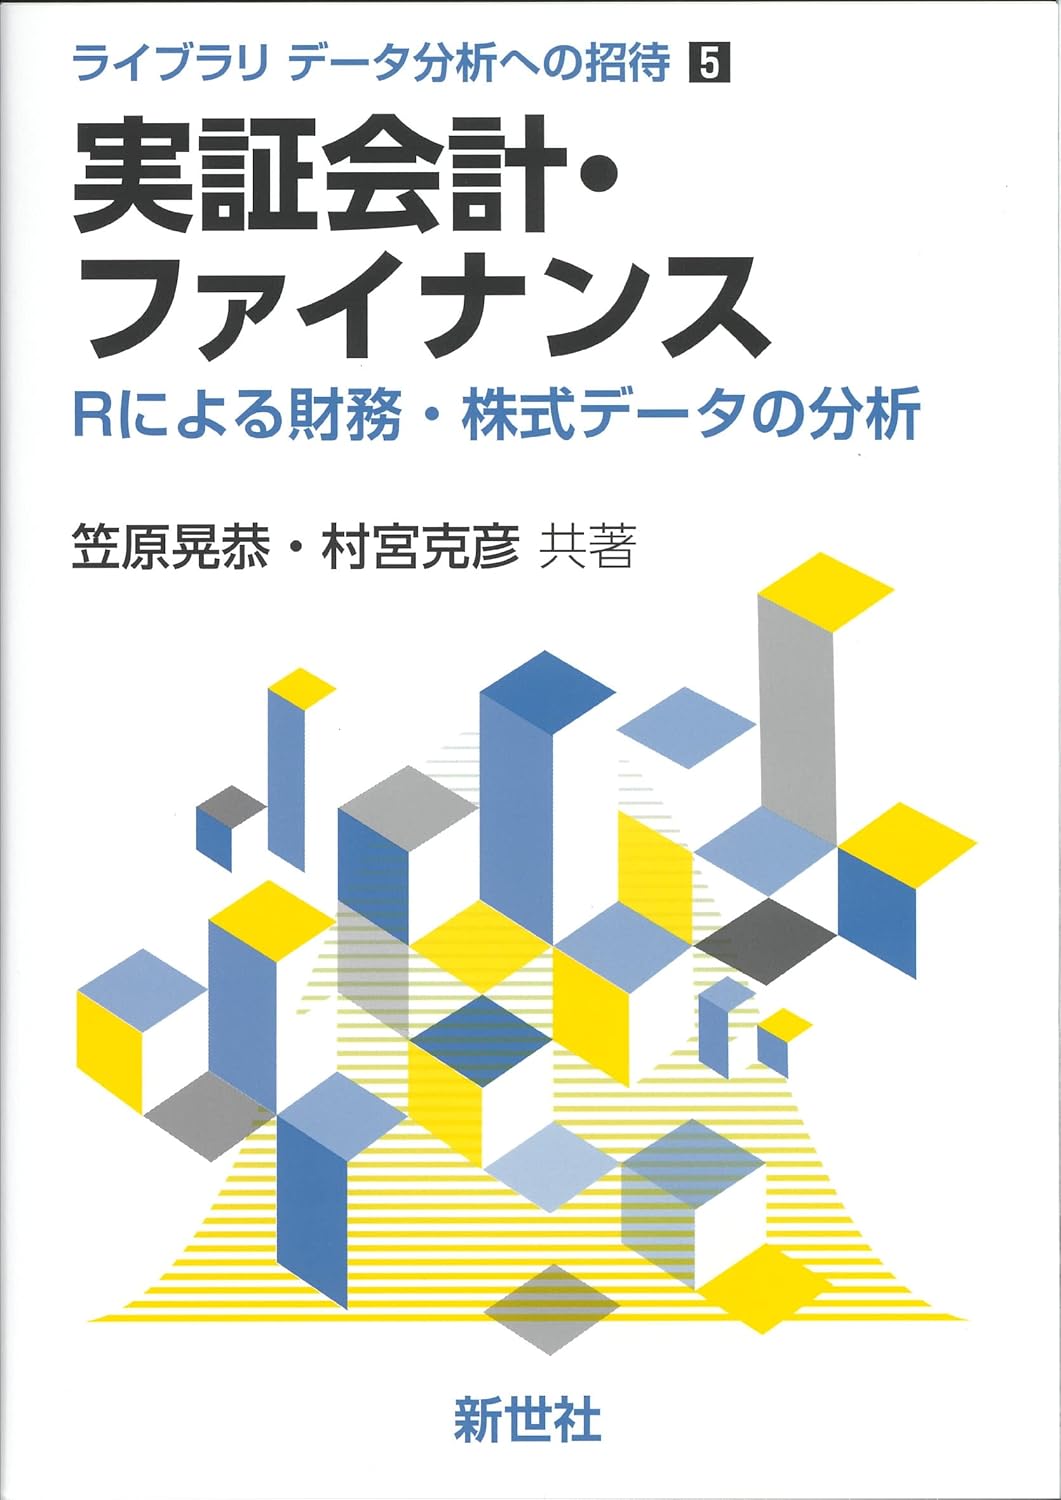 ライブラリ データ分析への招待 5
実証会計・
ファイナンス
Rによる財務・株式データの分析
笠原晃恭・村宮克彦 共著
新世社